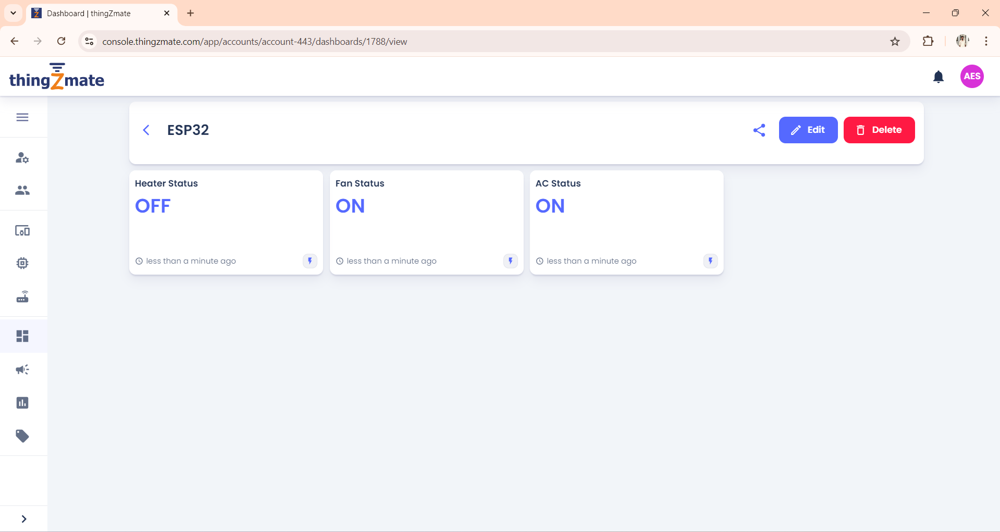 Dashboard | thingZmate
console.thingzmate.com/app/accounts/account-443/dashboards/1788/view
thingZmate
AES
ESP32
Edit
Delete
Heater Status
OFF
less than a minute ago
Fan Status
ON
less than a minute ago
AC Status
ON
less than a minute ago